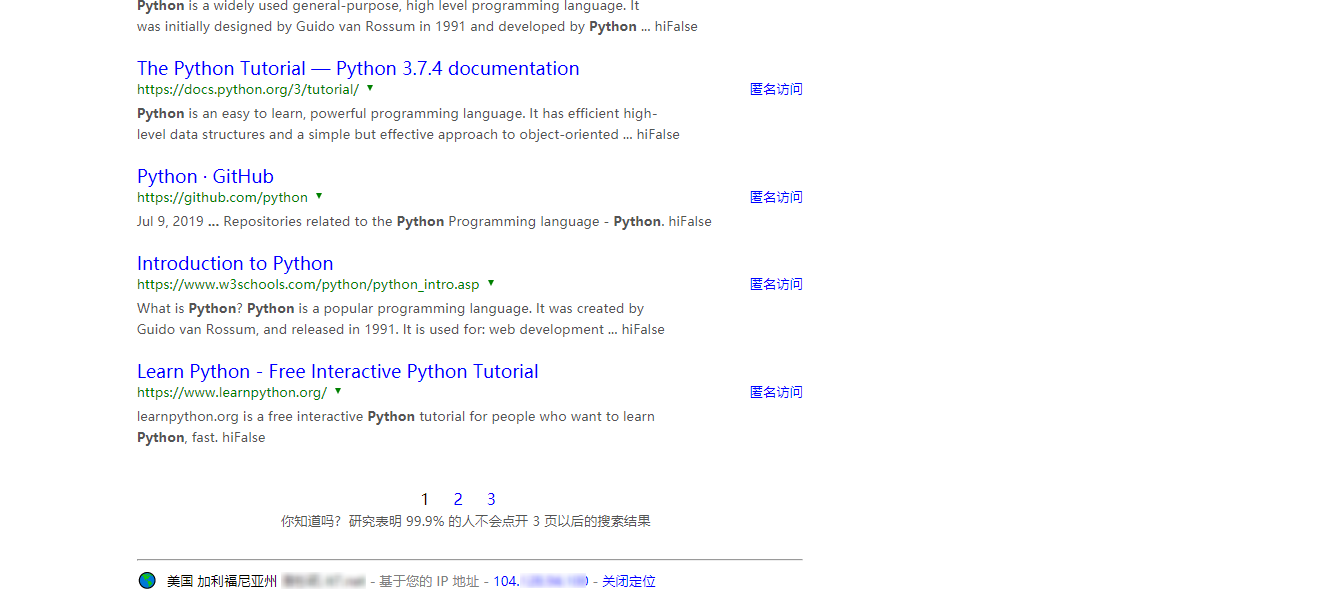 Python is a widely used general-purpose, high level programming language. It
was initially designed by Guido van Rossum in 1991 and developed by Python ... hiFalse
The Python Tutorial — Python 3.7.4 documentation
https://docs.python.org/3/tutorial/ ▼ 匿名访问
Python is an easy to learn, powerful programming language. It has efficient high-
level data structures and a simple but effective approach to object-oriented ... hiFalse
Python · GitHub
https://github.com/python ▼ 匿名访问
Jul 9, 2019 ... Repositories related to the Python Programming language - Python. hiFalse
Introduction to Python
https://www.w3schools.com/python/python_intro.asp ▼ 匿名访问
What is Python? Python is a popular programming language. It was created by
Guido van Rossum, and released in 1991. It is used for: web development ... hiFalse
Learn Python - Free Interactive Python Tutorial
https://www.learnpython.org/ ▼ 匿名访问
learnpython.org is a free interactive Python tutorial for people who want to learn
Python, fast. hiFalse
1 2 3
你知道吗？研究表明 99.9% 的人不会点开 3 页以后的搜索结果
美国 加利福尼亚州 - 基于您的 IP 地址 - 104. - 关闭定位